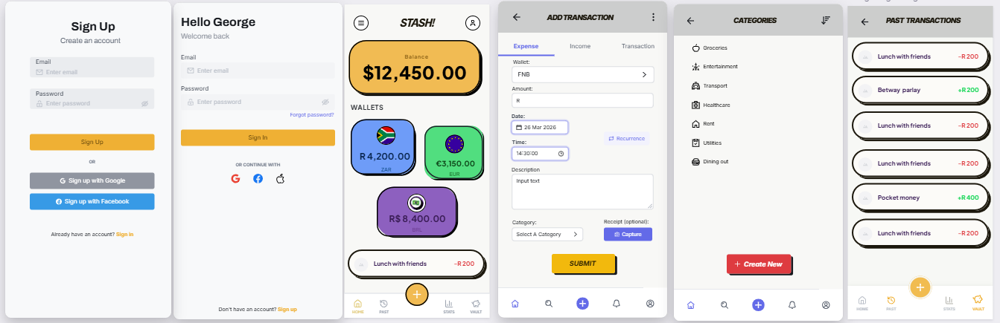 Sign Up
Create an account
Email
Enter email
Password
Enter password
Sign Up
OR
Sign up with Google
Sign up with Facebook
Already have an account? Sign in
Hello George
Welcome back
Email
Enter email
Password
Enter password
Forgot password?
Sign In
OR CONTINUE WITH
Don't have an account? Sign up
STASH!
Balance
$12,450.00
WALLETS
R 4,200.00
ZAR
€3,150.00
EUR
R$ 8,400.00
BRL
Lunch with friends
-R200
HOME
PAST
STATS
VAULT
ADD TRANSACTION
Expense
Income
Transaction
Wallet:
FNB
Amount:
R
Date:
26 Mar 2026
Recurrence
Time:
14:30:00
Description
Input text
Category:
Receipt (optional):
Select A Category
Capture
SUBMIT
CATEGORIES
Groceries
Entertainment
Transport
Healthcare
Rent
Utilities
Dining out
+ Create New
PAST TRANSACTIONS
Lunch with friends
-R200
Betway parlay
+R200
Lunch with friends
-R200
Lunch with friends
-R200
Pocket money
+R400
Lunch with friends
-R200
HOME
PAST
STATS
VAULT